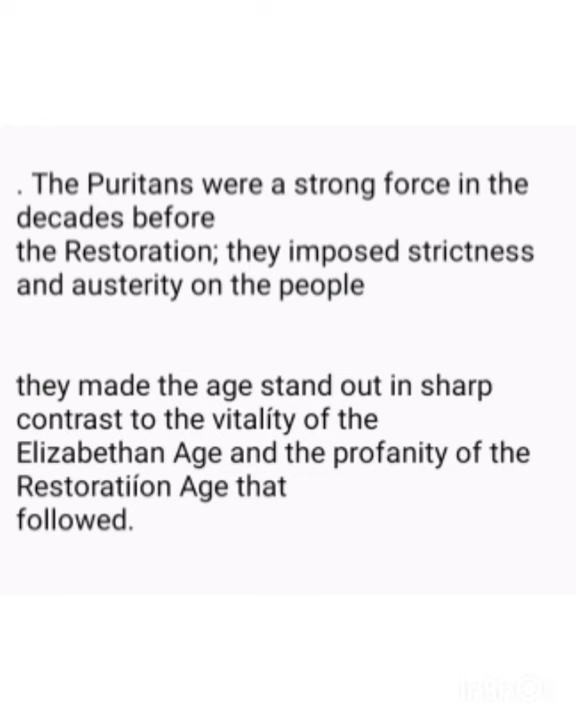 . The Puritans were a strong force in the
decades before
the Restoration; they imposed strictness
and austerity on the people
they made the age stand out in sharp
contrast to the vitalíty of the
Elizabethan Age and the profanity of the
Restoratiíon Age that
followed.